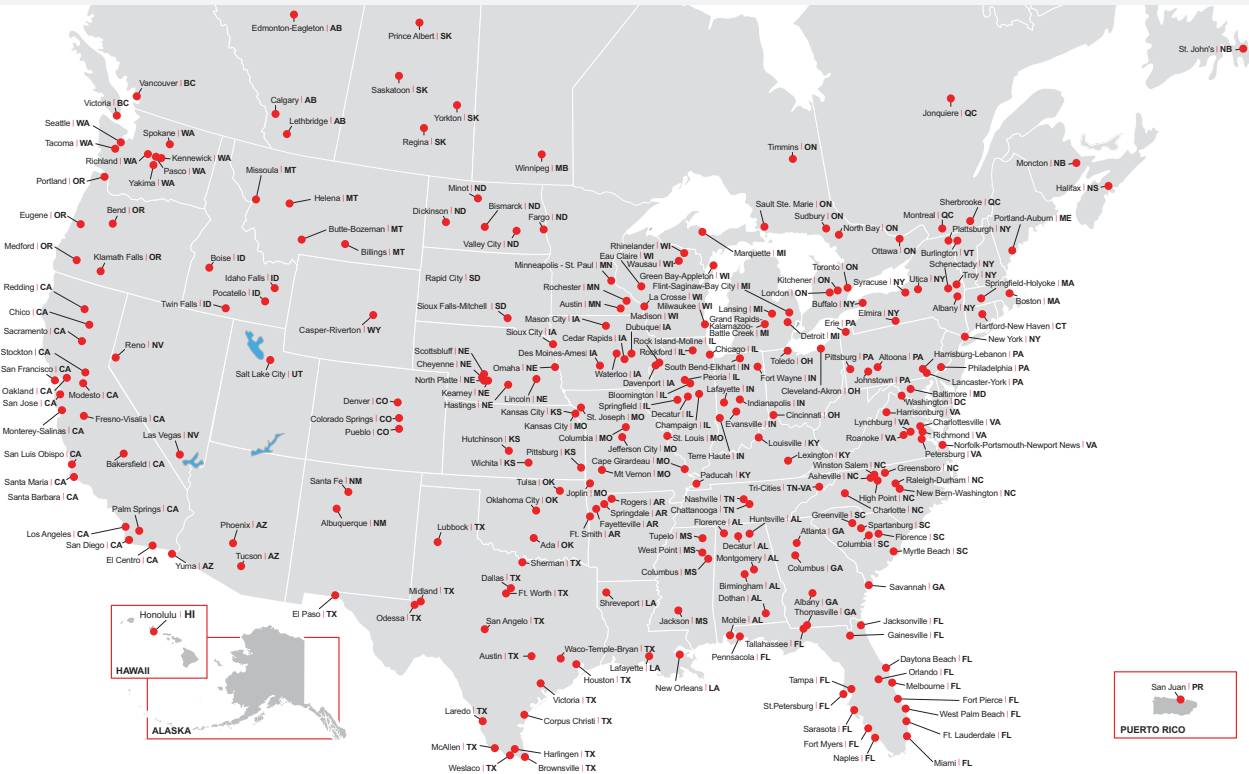 Edmonton-Eagleton | AB
Prince Albert | SK
St. John's | NB
Vancouver | BC
Saskatoon | SK
Victoria | BC
Calgary | AB
Yorkton | SK
Jonquiere | QC
Seattle | WA
Lethbridge | AB
Spokane | WA
Regina | SK
Tacoma | WA
Timmins | ON
Richland | WA
Kennewick | WA
Pasco | WA
Winnipeg | MB
Moncton | NB
Portland | OR
Yakima | WA
Missoula | MT
Minot | ND
Halifax | NS
Helena | MT
Bismarck | ND
Sault Ste. Marie | ON
Sherbrooke | QC
Eugene | OR
Bend | OR
Dickinson | ND
Fargo | ND
Sudbury | ON
Montreal | QC
Portland-Auburn | ME
Butte-Bozeman | MT
North Bay | ON
Plattsburgh | NY
Medford | OR
Klamath Falls | OR
Billings | MT
Valley City | ND
Rhinelander | WI
Marquette | MI
Ottawa | ON
Burlington | VT
Boise | ID
Eau Claire | WI
Wausau | WI
Schenectady | NY
Minneapolis - St. Paul | MN
Green Bay-Appleton | WI
Toronto | ON
Troy | NY
Idaho Falls | ID
Rapid City | SD
Rochester | MN
Flint-Saginaw-Bay City | MI
Kitchener | ON
Syracuse | NY
Utica | NY
Springfield-Holyoke | MA
Redding | CA
Pocatello | ID
La Crosse | WI
London | ON
Boston | MA
Twin Falls | ID
Sioux Falls-Mitchell | SD
Austin | MN
Milwaukee | WI
Lansing | MI
Buffalo | NY
Albany | NY
Chico | CA
Madison | WI
Grand Rapids-
Kalamazoo-
Battle Creek | MI
Elmira | NY
Mason City | IA
Dubuque | IA
Hartford-New Haven | CT
Sacramento | CA
Casper-Riverton | WY
Sioux City | IA
Cedar Rapids | IA
Rock Island-Moline | IL
Detroit | MI
Erie | PA
New York | NY
Reno | NV
Stockton | CA
Scottsbluff | NE
Des Moines-Ames | IA
Rockford | IL
Chicago | IL
Toledo | OH
Pittsburg | PA
Altoona | PA
Harrisburg-Lebanon | PA
San Francisco | CA
Salt Lake City | UT
Cheyenne | NE
Omaha | NE
Waterloo | IA
South Bend-Elkhart | IN
Philadelphia | PA
North Platte | NE
Davenport | IA
Peoria | IL
Fort Wayne | IN
Johnstown | PA
Lancaster-York | PA
Oakland | CA
Modesto | CA
Kearney | NE
Lincoln | NE
Bloomington | IL
Lafayette | IN
Cleveland-Akron | OH
Baltimore | MD
San Jose | CA
Denver | CO
Hastings | NE
Springfield | IL
Indianapolis | IN
Washington | DC
Kansas City | KS
Decatur | IL
Harrisonburg | VA
Monterey-Salinas | CA
Fresno-Visalia | CA
Colorado Springs | CO
St. Joseph | MO
Cincinnati | OH
Lynchburg | VA
Charlottesville | VA
Kansas City | MO
Champaign | IL
Evansville | IN
Las Vegas | NV
Pueblo | CO
Hutchinson | KS
Columbia | MO
St. Louis | MO
Louisville | KY
Roanoke | VA
Richmond | VA
Norfolk-Portsmouth-Newport News | VA
San Luis Obispo | CA
Pittsburg | KS
Jefferson City | MO
Terre Haute | IN
Lexington | KY
Petersburg | VA
Bakersfield | CA
Wichita | KS
Cape Girardeau | MO
Winston Salem | NC
Greensboro | NC
Mt Vernon | MO
Paducah | KY
Asheville | NC
Raleigh-Durham | NC
Santa Maria | CA
Santa Fe | NM
Tulsa | OK
Tri-Cities | TN-VA
High Point | NC
New Bern-Washington | NC
Santa Barbara | CA
Oklahoma City | OK
Joplin | MO
Rogers | AR
Nashville | TN
Charlotte | NC
Palm Springs | CA
Springdale | AR
Chattanooga | TN
Greenville | SC
Albuquerque | NM
Fayetteville | AR
Florence | AL
Huntsville | AL
Spartanburg | SC
Los Angeles | CA
Phoenix | AZ
Lubbock | TX
Ft. Smith | AR
Tupelo | MS
Atlanta | GA
Florence | SC
San Diego | CA
Ada | OK
Decatur | AL
Columbia | SC
El Centro | CA
Tucson | AZ
West Point | MS
Montgomery | AL
Myrtle Beach | SC
Yuma | AZ
Sherman | TX
Columbus | MS
Columbus | GA
Dallas | TX
Birmingham | AL
Savannah | GA
Midland | TX
Ft. Worth | TX
Shreveport | LA
Dothan | AL
Albany | GA
El Paso | TX
Odessa | TX
Jackson | MS
Mobile | AL
Thomasville | GA
Honolulu | HI
San Angelo | TX
Jacksonville | FL
Gainesville | FL
Tallahassee | FL
Austin | TX
Waco-Temple-Bryan | TX
Pennsacola | FL
Daytona Beach | FL
HAWAII
Lafayette | LA
Orlando | FL
Houston | TX
New Orleans | LA
Tampa | FL
Melbourne | FL
San Juan | PR
Victoria | TX
St.Petersburg | FL
Fort Pierce | FL
Laredo | TX
Corpus Christi | TX
West Palm Beach | FL
ALASKA
Sarasota | FL
Ft. Lauderdale | FL
PUERTO RICO
McAllen | TX
Harlingen | TX
Fort Myers | FL
Naples | FL
Miami | FL
Weslaco | TX
Brownsville | TX